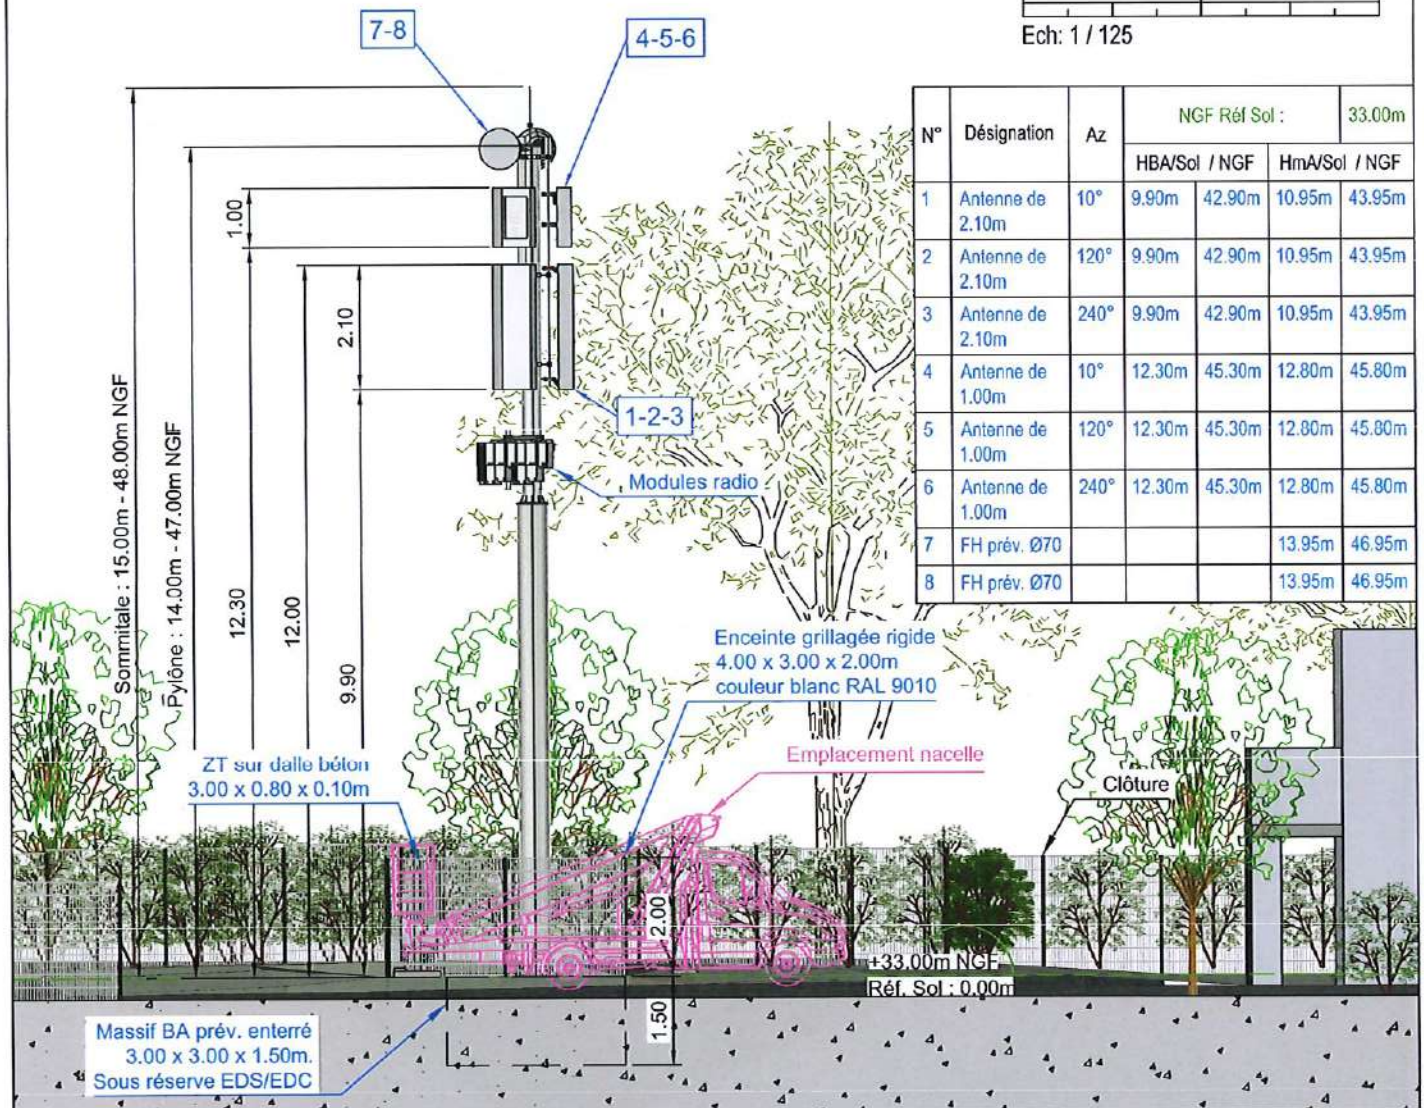 Ech: 1 / 125
7-8
4-5-6
N° Désignation Az NGF Réf Sol : 33.00m
HBA/Sol / NGF HmA/Sol / NGF
1 Antenne de 2.10m 10° 9.90m 42.90m 10.95m 43.95m
2 Antenne de 2.10m 120° 9.90m 42.90m 10.95m 43.95m
3 Antenne de 2.10m 240° 9.90m 42.90m 10.95m 43.95m
4 Antenne de 1.00m 10° 12.30m 45.30m 12.80m 45.80m
5 Antenne de 1.00m 120° 12.30m 45.30m 12.80m 45.80m
6 Antenne de 1.00m 240° 12.30m 45.30m 12.80m 45.80m
7 FH prév. Ø70 13.95m 46.95m
8 FH prév. Ø70 13.95m 46.95m
1.00
2.10
Sommitale : 15.00m - 48.00m NGF
Pylône : 14.00m - 47.00m NGF
12.30
12.00
9.90
1-2-3
Modules radio
Enceinte grillagée rigide
4.00 x 3.00 x 2.00m
couleur blanc RAL 9010
Emplacement nacelle
ZT sur dalle béton
3.00 x 0.80 x 0.10m
Clôture
2.00
+33.00m NGF
Réf. Sol : 0.00m
1.50
Massif BA prév. enterré
3.00 x 3.00 x 1.50m.
Sous réserve EDS/EDC